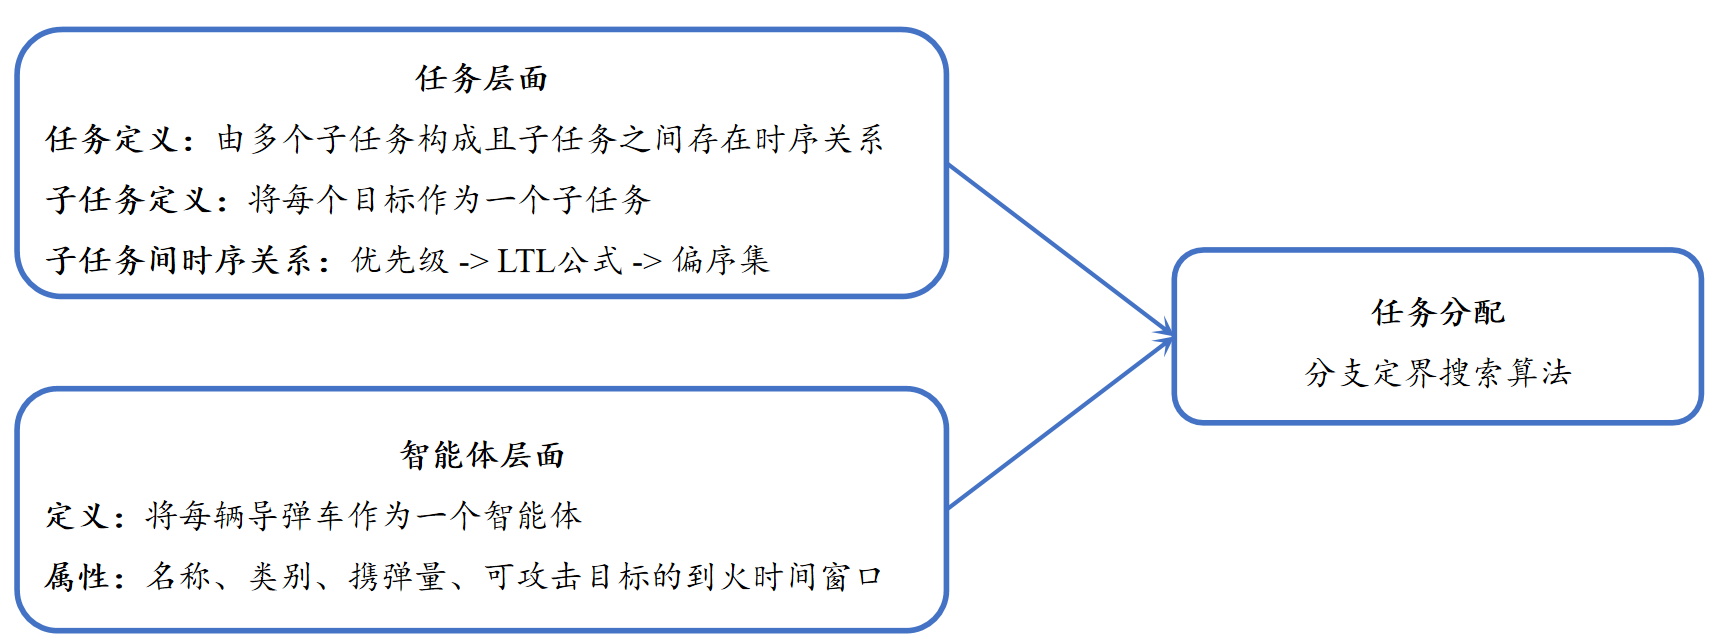 任务层面
任务定义：由多个子任务构成且子任务之间存在时序关系
子任务定义：将每个目标作为一个子任务
子任务间时序关系：优先级 -> LTL公式 -> 偏序集
智能体层面
定义：将每辆导弹车作为一个智能体
属性：名称、类别、携弹量、可攻击目标的到火时间窗口
任务分配
分支定界搜索算法